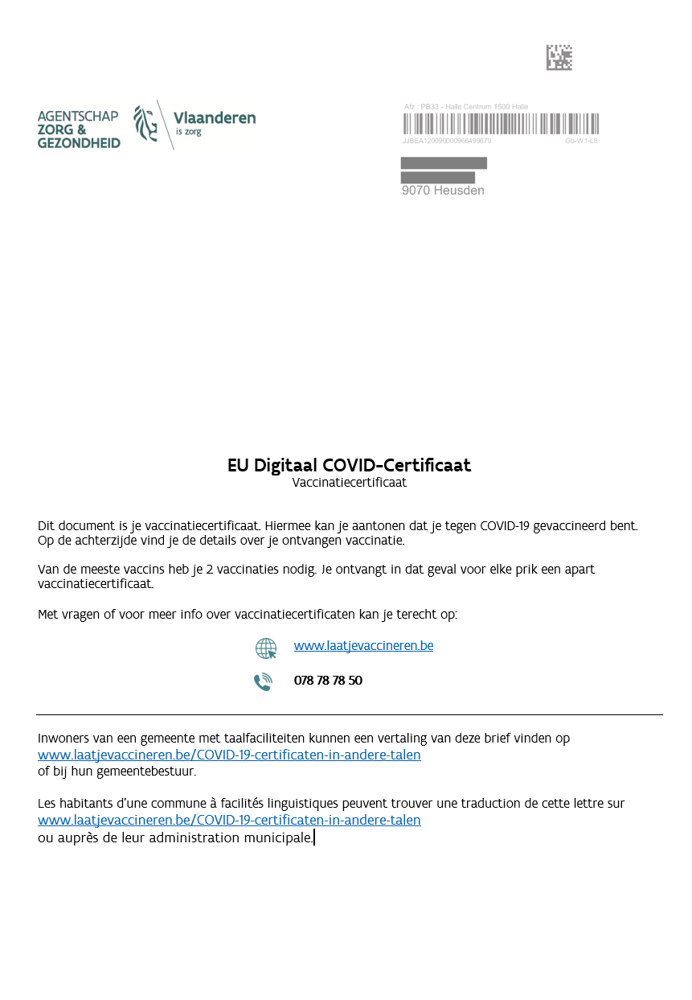 AGENTSCHAP
ZORG &
GEZONDHEID
Vlaanderen
is zorg
Afz : PB33 - Halle Centrum 1500 Halle
JJBEA120090000966499679 Gb-W1-L8
9070 Heusden
EU Digitaal COVID-Certificaat
Vaccinatiecertificaat
Dit document is je vaccinatiecertificaat. Hiermee kan je aantonen dat je tegen COVID-19 gevaccineerd bent.
Op de achterzijde vind je de details over je ontvangen vaccinatie.
Van de meeste vaccins heb je 2 vaccinaties nodig. Je ontvangt in dat geval voor elke prik een apart
vaccinatiecertificaat.
Met vragen of voor meer info over vaccinatiecertificaten kan je terecht op:
www.laatjevaccineren.be
078 78 78 50
Inwoners van een gemeente met taalfaciliteiten kunnen een vertaling van deze brief vinden op
www.laatjevaccineren.be/COVID-19-certificaten-in-andere-talen
of bij hun gemeentebestuur.
Les habitants d'une commune à facilités linguistiques peuvent trouver une traduction de cette lettre sur
www.laatjevaccineren.be/COVID-19-certificaten-in-andere-talen
ou auprès de leur administration municipale.